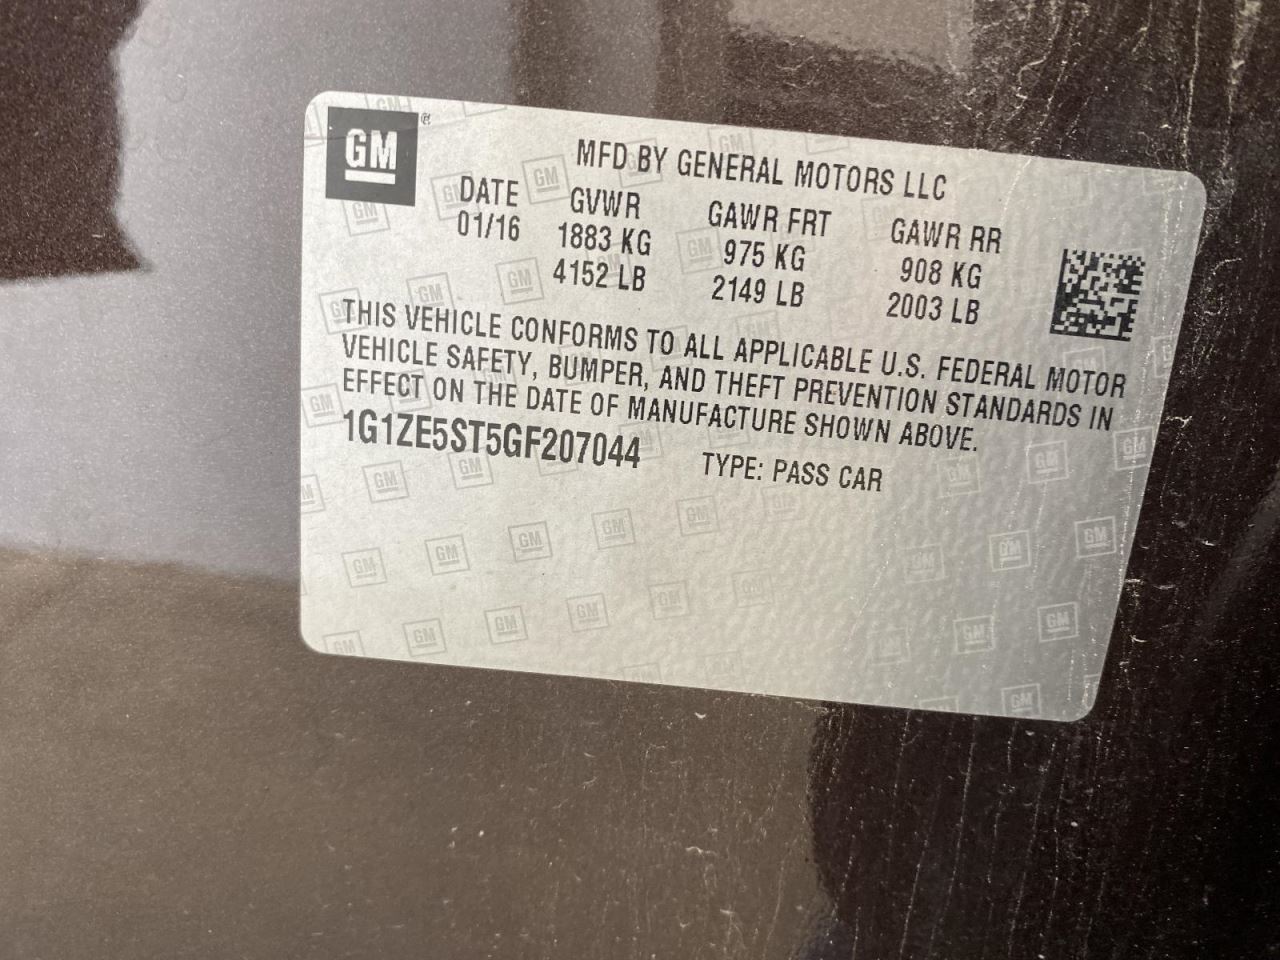 GM
MFD BY GENERAL MOTORS LLC
DATE GVWR GAWR FRT GAWR RR
01/16 1883 KG 975 KG 908 KG
4152 LB 2149 LB 2003 LB
THIS VEHICLE CONFORMS TO ALL APPLICABLE U.S. FEDERAL MOTOR
VEHICLE SAFETY, BUMPER, AND THEFT PREVENTION STANDARDS IN
EFFECT ON THE DATE OF MANUFACTURE SHOWN ABOVE.
1G1ZE5ST5GF207044 TYPE: PASS CAR